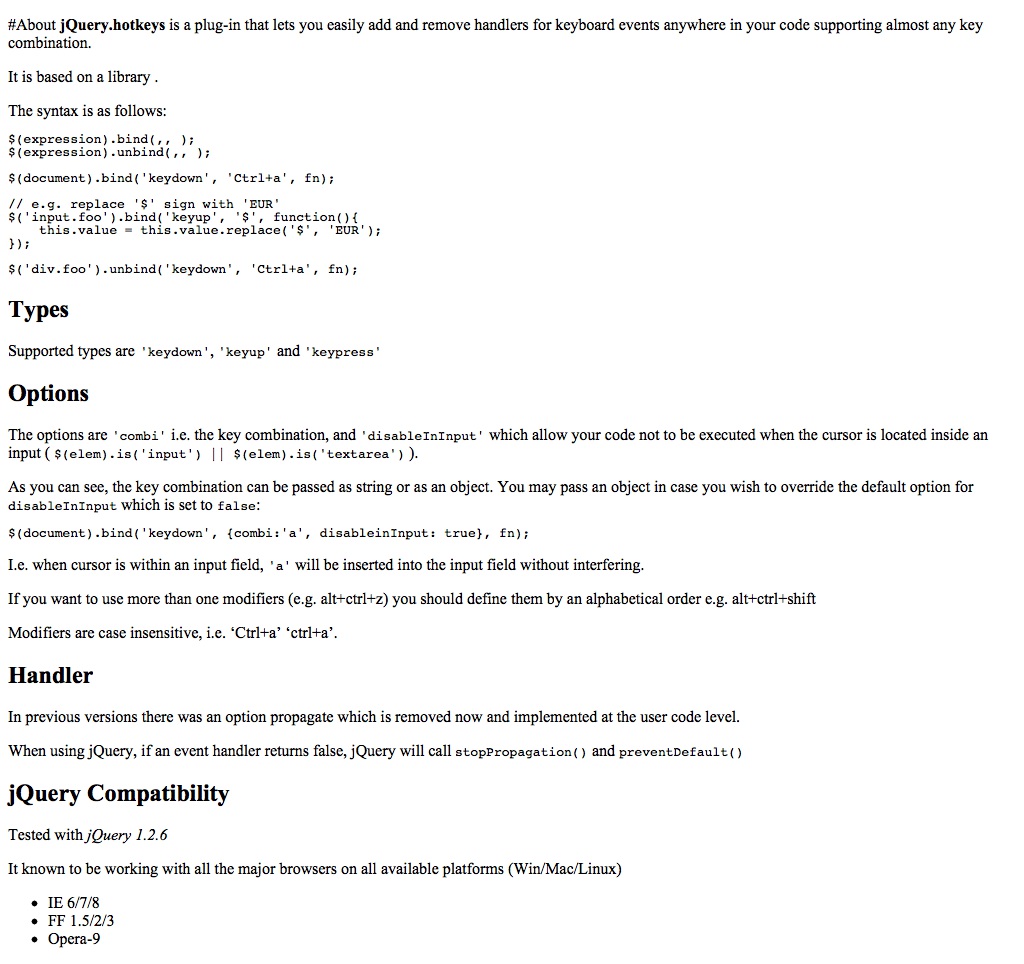 #About jQuery.hotkeys is a plug-in that lets you easily add and remove handlers for keyboard events anywhere in your code supporting almost any key
combination.
It is based on a library .
The syntax is as follows:
$(expression).bind(,, );
$(expression).unbind(,, );
$(document).bind('keydown', 'Ctrl+a', fn);
// e.g. replace '$' sign with 'EUR'
$('input.foo').bind('keyup', '$', function(){
    this.value = this.value.replace('$', 'EUR');
});
$('div.foo').unbind('keydown', 'Ctrl+a', fn);
Types
Supported types are 'keydown', 'keyup' and 'keypress'
Options
The options are 'combi' i.e. the key combination, and 'disableInInput' which allow your code not to be executed when the cursor is located inside an
input ( $(elem).is('input') || $(elem).is('textarea') ).
As you can see, the key combination can be passed as string or as an object. You may pass an object in case you wish to override the default option for
disableInInput which is set to false:
$(document).bind('keydown', {combi:'a', disableinInput: true}, fn);
I.e. when cursor is within an input field, 'a' will be inserted into the input field without interfering.
If you want to use more than one modifiers (e.g. alt+ctrl+z) you should define them by an alphabetical order e.g. alt+ctrl+shift
Modifiers are case insensitive, i.e. ‘Ctrl+a’ ‘ctrl+a’.
Handler
In previous versions there was an option propagate which is removed now and implemented at the user code level.
When using jQuery, if an event handler returns false, jQuery will call stopPropagation() and preventDefault()
jQuery Compatibility
Tested with jQuery 1.2.6
It known to be working with all the major browsers on all available platforms (Win/Mac/Linux)
• IE 6/7/8
• FF 1.5/2/3
• Opera-9